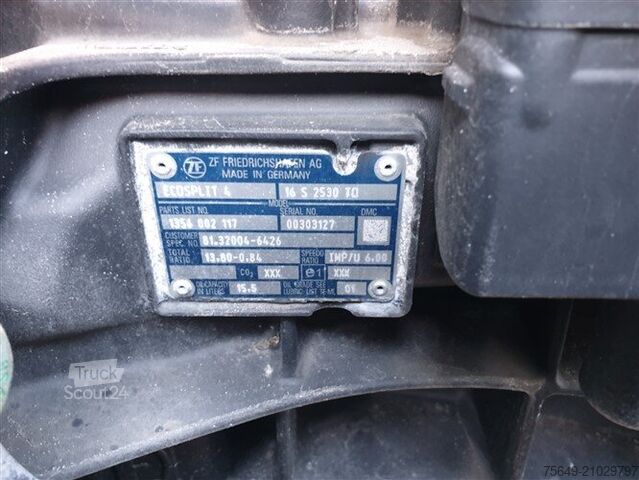 ZF FRIEDRICHSHAFEN AG
MADE IN GERMANY
ECOSPLIT 4 16 S 2530 TO
MODEL
PARTS LIST NO. SERIAL NO. DMC
1356 002 117 00303127
CUSTOMER SPEC. NO. 81.32004-6426
TOTAL RATIO. 13.80-0.84 SPEEDO RATIO IMP/U 6.00
CO2 XXX 1 XXX
OIL CAPACITY IN LITERS 15.5 OIL GRADE SEE LUBRIC. LIST TE-ML 01
Truck
Scout24
75649-21029797